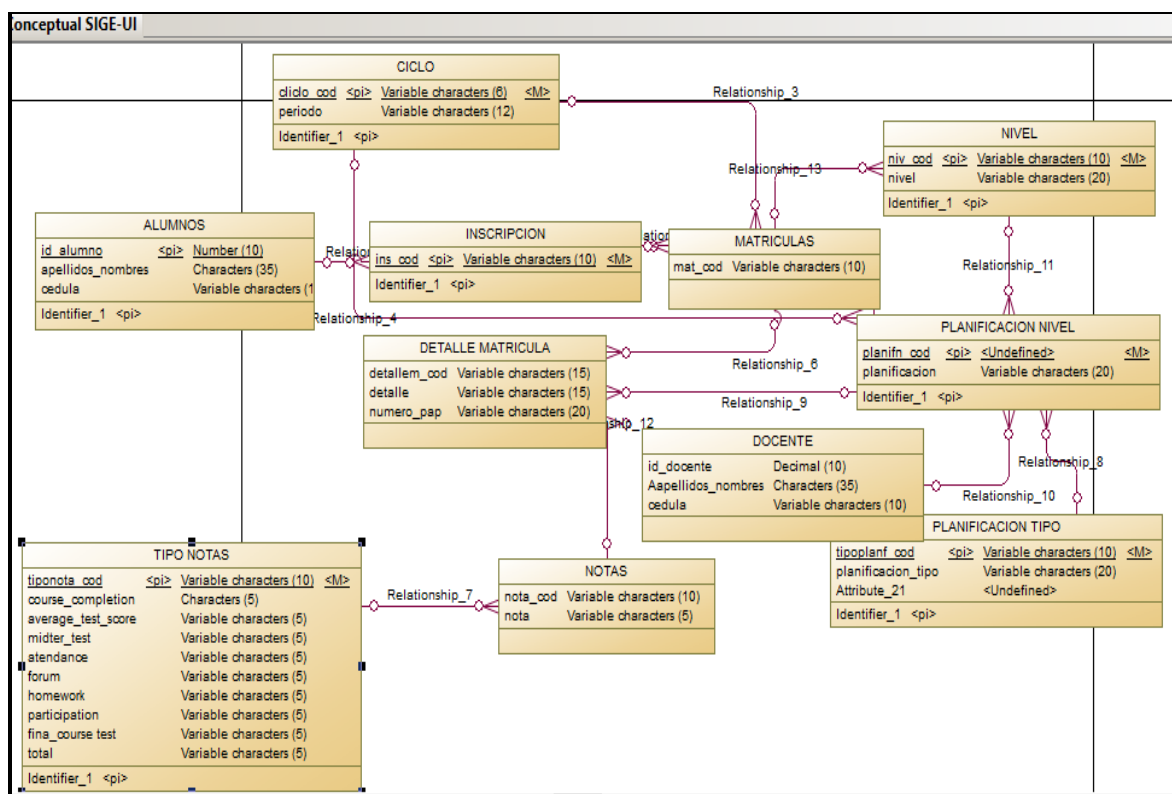 Conceptual SIGE-UI
CICLO
cliclo_cod <pi> Variable characters (6) <M>
periodo Variable characters (12)
Identifier_1 <pi>
Relationship_3
NIVEL
niv_cod <pi> Variable characters (10) <M>
nivel Variable characters (20)
Identifier_1 <pi>
Relationship_13
ALUMNOS
id_alumno <pi> Number (10)
apellidos_nombres Characters (35)
cedula Variable characters (1
Identifier_1 <pi>
INSCRIPCION
ins_cod <pi> Variable characters (10) <M>
Identifier_1 <pi>
MATRICULAS
mat_cod Variable characters (10)
Relationship_11
Relationship_4
PLANIFICACION NIVEL
planifn_cod <pi> <Undefined> <M>
planificacion Variable characters (20)
Identifier_1 <pi>
DETALLE MATRICULA
detallem_cod Variable characters (15)
detalle Variable characters (15)
numero_pap Variable characters (20)
Relationship_6
Relationship_9
nship_12
DOCENTE
id_docente Decimal (10)
Aapellidos_nombres Characters (35)
cedula Variable characters (10)
Relationship_8
Relationship_10
PLANIFICACION TIPO
tipoplanf_cod <pi> Variable characters (10) <M>
planificacion_tipo Variable characters (20)
Attribute_21 <Undefined>
Identifier_1 <pi>
TIPO NOTAS
tiponota_cod <pi> Variable characters (10) <M>
course_completion Characters (5)
average_test_score Variable characters (5)
midter_test Variable characters (5)
atendance Variable characters (5)
forum Variable characters (5)
homework Variable characters (5)
participation Variable characters (5)
fina_course test Variable characters (5)
total Variable characters (5)
Identifier_1 <pi>
Relationship_7
NOTAS
nota_cod Variable characters (10)
nota Variable characters (5)